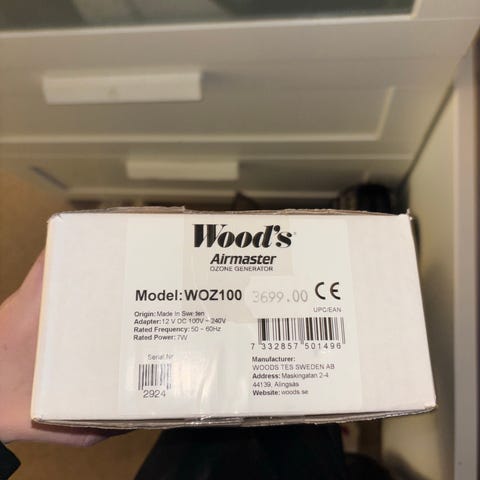 Wood's®
Airmaster
OZONE GENERATOR
Model:WOZ100 3699.00 CE
UPC/EAN
Origin: Made In Sweden
Adapter: 12 V DC 100V ~ 240V
Rated Frequency: 50 ~ 60Hz
Rated Power: 7W
7 332857 501496
Serial Nr
2924
Manufacturer:
WOODS TES SWEDEN AB
Address: Maskingatan 2-4
44139, Alingsås
Website: woods.se